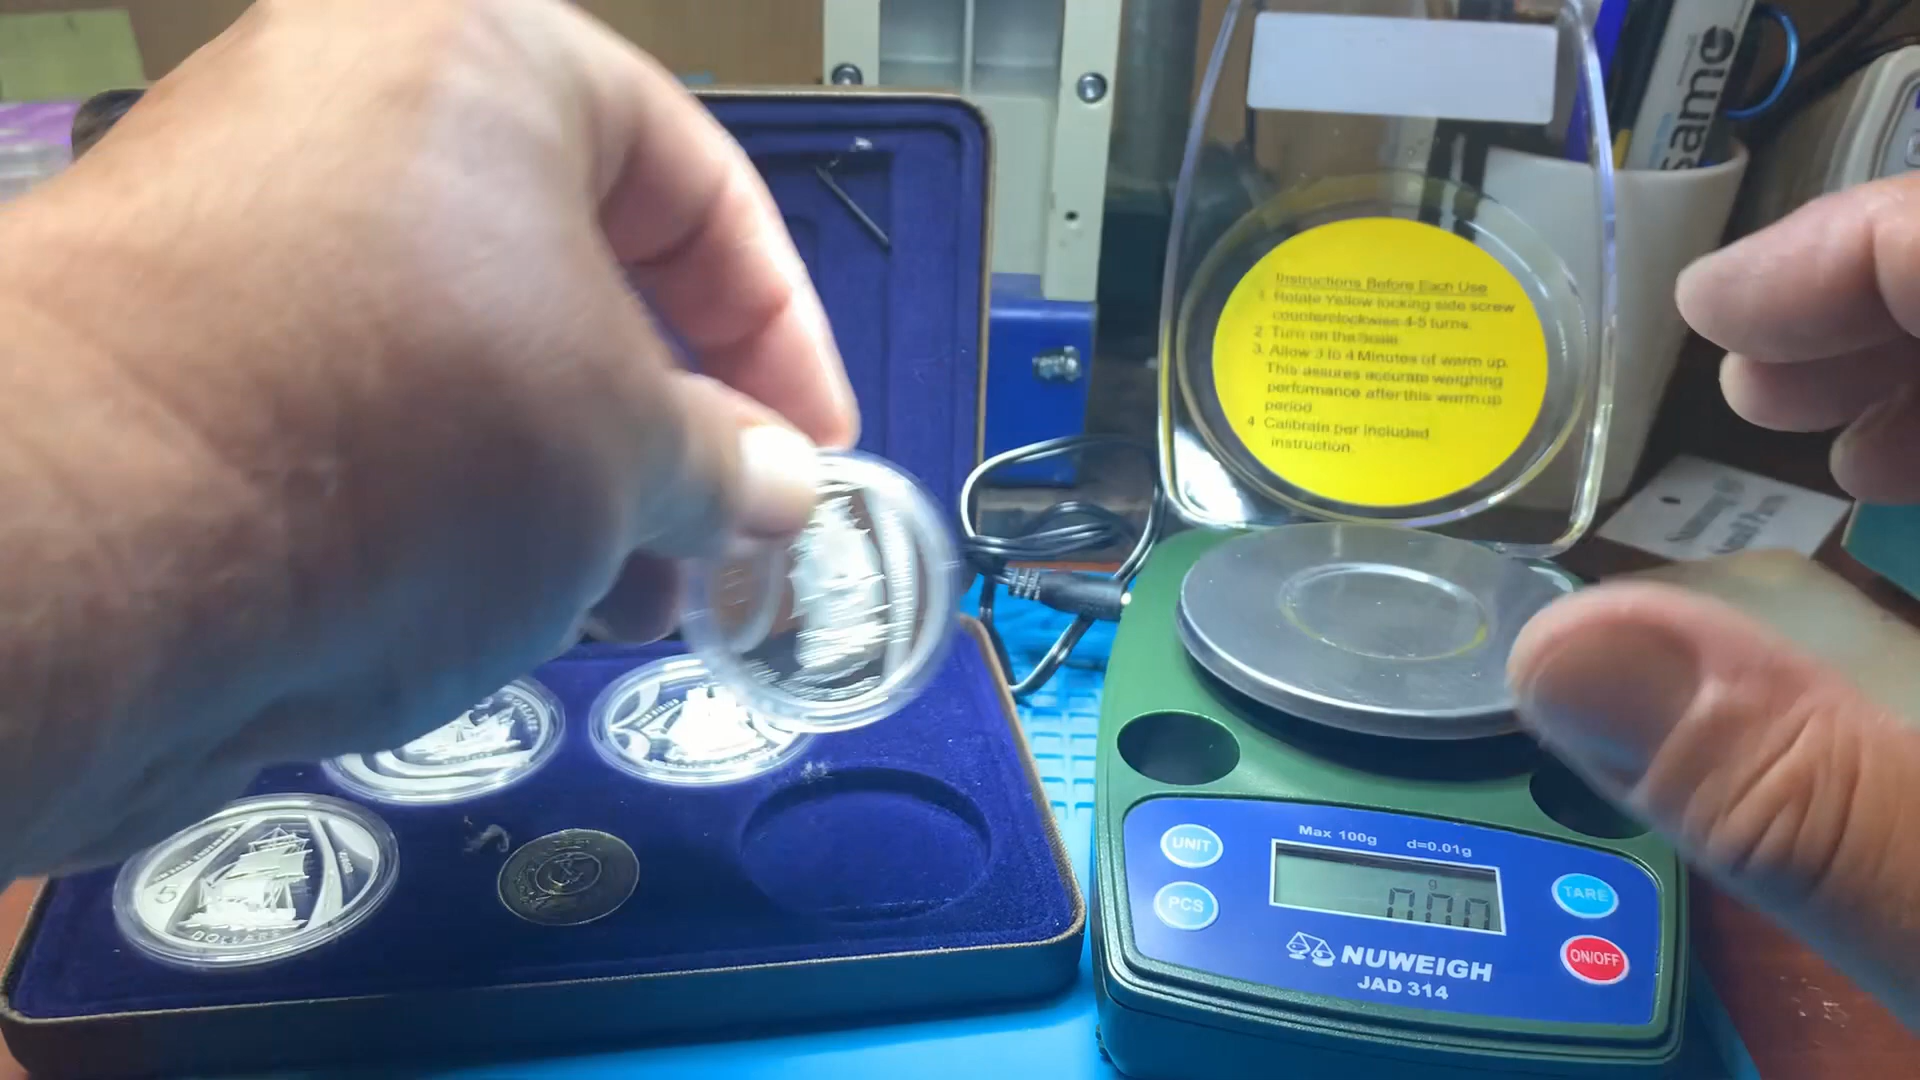 same
Instructions Before Each Use
1. Rotate Yellow locking side screw
counterclockwise 4-5 turns.
2. Turn on the Scale.
3. Allow 3 to 4 Minutes of warm up.
This assures accurate weighing
performance after this warm up
period
4. Calibrate per included
instruction.
5
DOLLARS
UNIT
PCS
Max 100g d=0.01g
g
0.00
TARE
ON/OFF
NUWEIGH
JAD 314